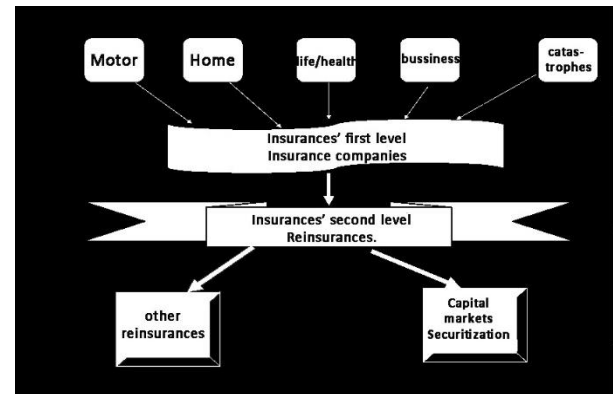 Motor
Home
life/health
bussiness
catas-
trophes
Insurances' first level
Insurance companies
Insurances' second level
Reinsurances.
other
reinsurances
Capital
markets
Securitization